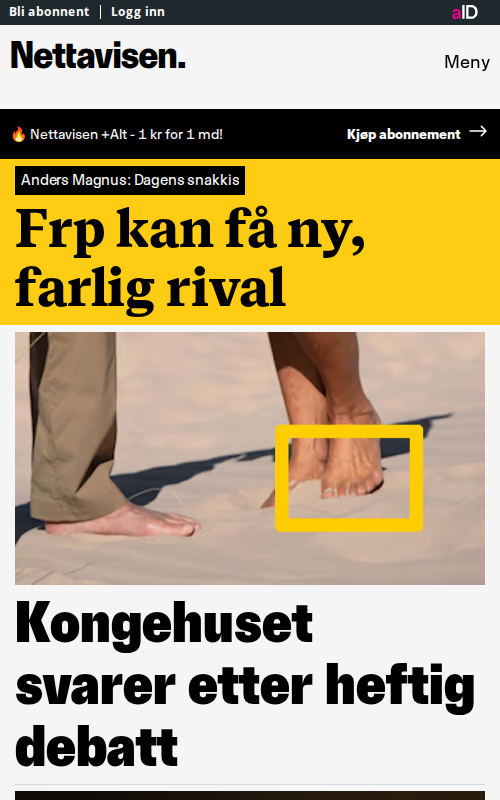 Bli abonnent
Logg inn
aID
Nettavisen.
Meny
🔥 Nettavisen +Alt - 1 kr for 1 md!
Kjøp abonnement →
Anders Magnus: Dagens snakkis
Frp kan få ny,
farlig rival
Kongehuset
svarer etter heftig
debatt